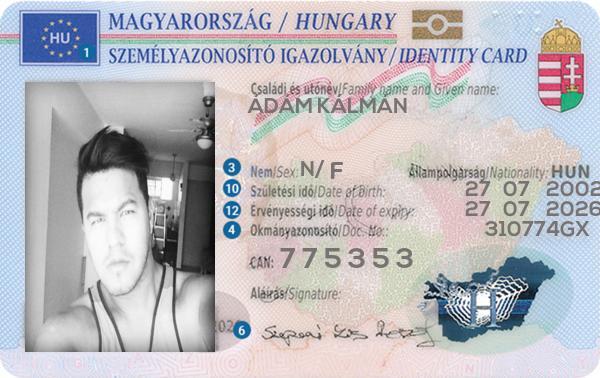 MAGYARORSZÁG / HUNGARY
HU
1
SZEMÉLYAZONOSÍTÓ IGAZOLVÁNY/IDENTITY CARD
Családi és utónév/Family name and Given name:
ADAM KALMAN
3 Nem/Sex: N/F Állampolgárság/Nationality: HUN
10 Születési idő/Date of birth: 27 07 2002
12 Érvényességi idő/Date of expiry: 27 07 2026
4 Okmányazonosító/Doc. No.: 310774GX
CAN: 775353
Aláírás/Signature:
6
H